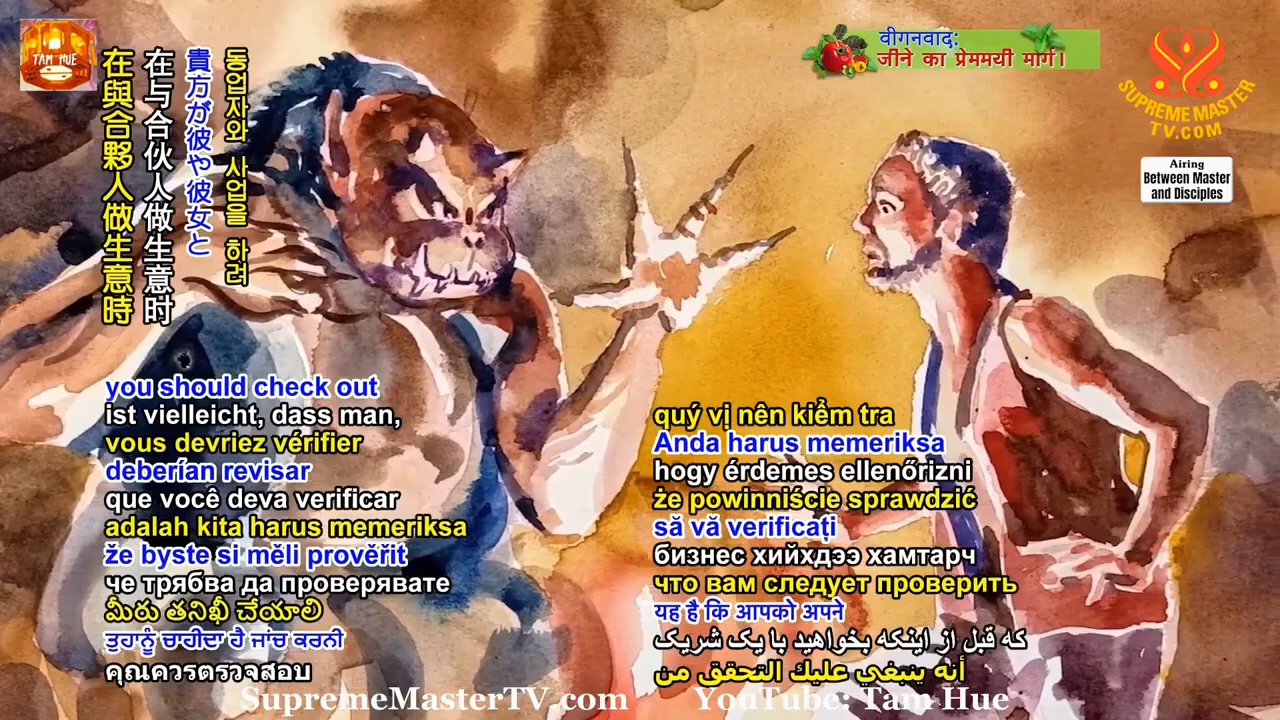 TAM HUE
在與合夥人做生意時
在与合伙人做生意时
貴方が彼や彼女と
동업자와 사업을 하려
वीगनवाद:
जीने का प्रेममयी मार्ग।
SUPREME MASTER
TV.COM
Airing
Between Master
and Disciples
you should check out
ist vielleicht, dass man,
vous devriez vérifier
deberían revisar
que você deva verificar
adalah kita harus memeriksa
že byste si měli prověřit
че трябва да проверявате
మీరు తనిఖీ చేయాలి
ਤੁਹਾਨੂੰ ਚਾਹੀਦਾ ਹੈ ਜਾਂਚ ਕਰਨੀ
คุณควรตรวจสอบ
quý vị nên kiểm tra
Anda harus memeriksa
hogy érdemes ellenőrizni
że powinniście sprawdzić
să vă verificați
бизнес хийхдээ хамтарч
что вам следует проверить
यह है कि आपको अपने
که قبل از اینکه بخواهید با یک شریک
أنه ينبغي عليك التحقق من
SupremeMasterTV.com
YouTube: Tam Hue